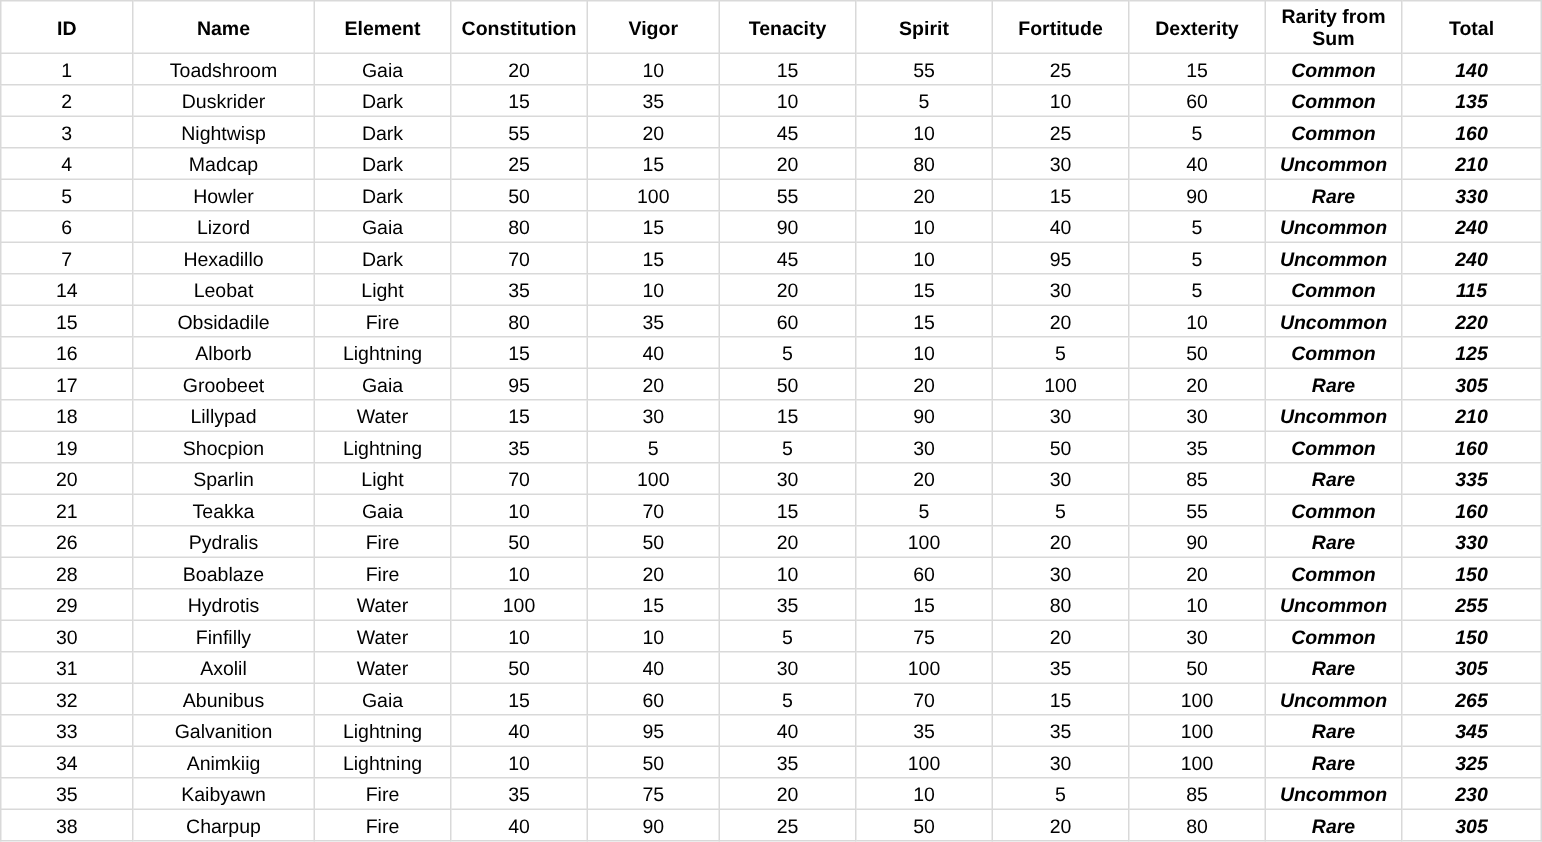 ID Name Element Constitution Vigor Tenacity Spirit Fortitude Dexterity Rarity from Sum Total
1 Toadshroom Gaia 20 10 15 55 25 15 Common 140
2 Duskrider Dark 15 35 10 5 10 60 Common 135
3 Nightwisp Dark 55 20 45 10 25 5 Common 160
4 Madcap Dark 25 15 20 80 30 40 Uncommon 210
5 Howler Dark 50 100 55 20 15 90 Rare 330
6 Lizord Gaia 80 15 90 10 40 5 Uncommon 240
7 Hexadillo Dark 70 15 45 10 95 5 Uncommon 240
14 Leobat Light 35 10 20 15 30 5 Common 115
15 Obsidadile Fire 80 35 60 15 20 10 Uncommon 220
16 Alborb Lightning 15 40 5 10 5 50 Common 125
17 Groobeet Gaia 95 20 50 20 100 20 Rare 305
18 Lillypad Water 15 30 15 90 30 30 Uncommon 210
19 Shocpion Lightning 35 5 5 30 50 35 Common 160
20 Sparlin Light 70 100 30 20 30 85 Rare 335
21 Teakka Gaia 10 70 15 5 5 55 Common 160
26 Pydralis Fire 50 50 20 100 20 90 Rare 330
28 Boablaze Fire 10 20 10 60 30 20 Common 150
29 Hydrotis Water 100 15 35 15 80 10 Uncommon 255
30 Finfilly Water 10 10 5 75 20 30 Common 150
31 Axolil Water 50 40 30 100 35 50 Rare 305
32 Abunibus Gaia 15 60 5 70 15 100 Uncommon 265
33 Galvanition Lightning 40 95 40 35 35 100 Rare 345
34 Animkiig Lightning 10 50 35 100 30 100 Rare 325
35 Kaibyawn Fire 35 75 20 10 5 85 Uncommon 230
38 Charpup Fire 40 90 25 50 20 80 Rare 305